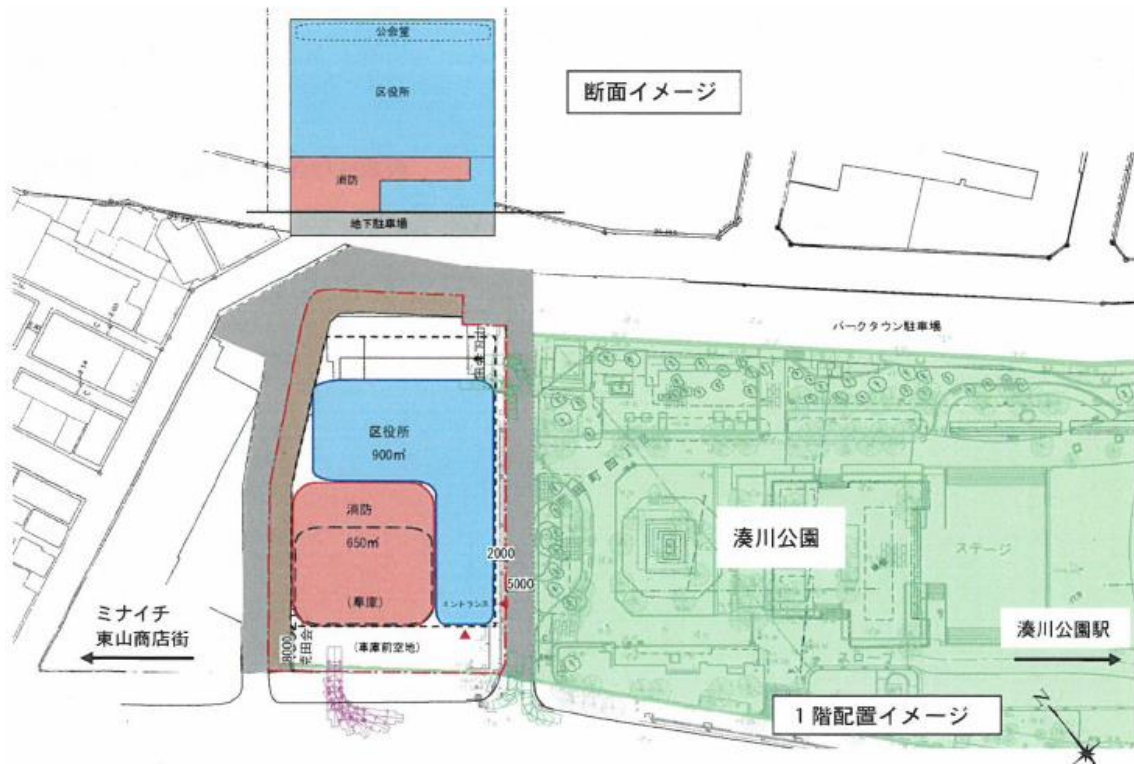 公会堂
区役所
断面イメージ
消防
地下駐車場
パークタウン駐車場
区役所
900㎡
消防
650㎡
(車庫)
エントランス
2000
5000
8000
(車庫前空地)
湊川公園
ステージ
ミナイチ
東山商店街
湊川公園駅
1階配置イメージ
N